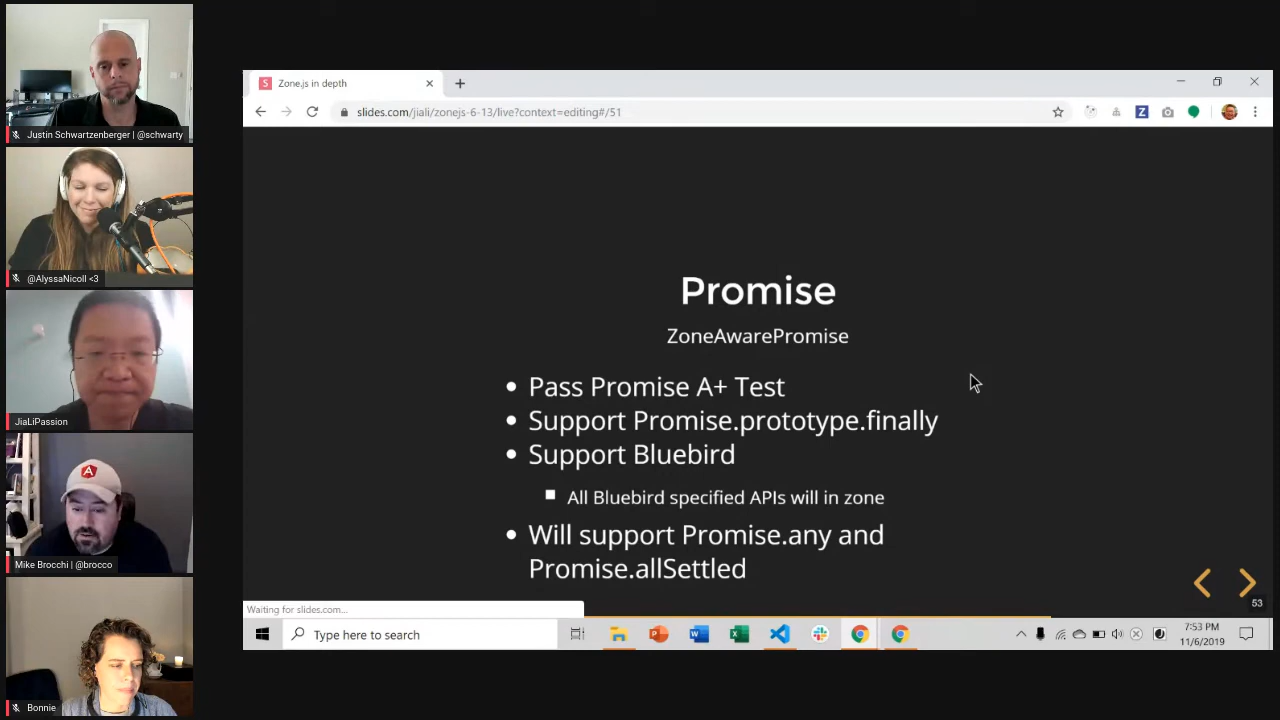 Justin Schwartzenberger | @schwarty
@AlyssaNicoll <3
JiaLiPassion
Mike Brocchi | @brocco
Bonnie
S Zone.js in depth
slides.com/jiali/zonejs-6-13/live?context=editing#/51
Z
Promise
ZoneAwarePromise
• Pass Promise A+ Test
• Support Promise.prototype.finally
• Support Bluebird
▪ All Bluebird specified APIs will in zone
• Will support Promise.any and
Promise.allSettled
53
Waiting for slides.com...
Type here to search
7:53 PM
11/6/2019